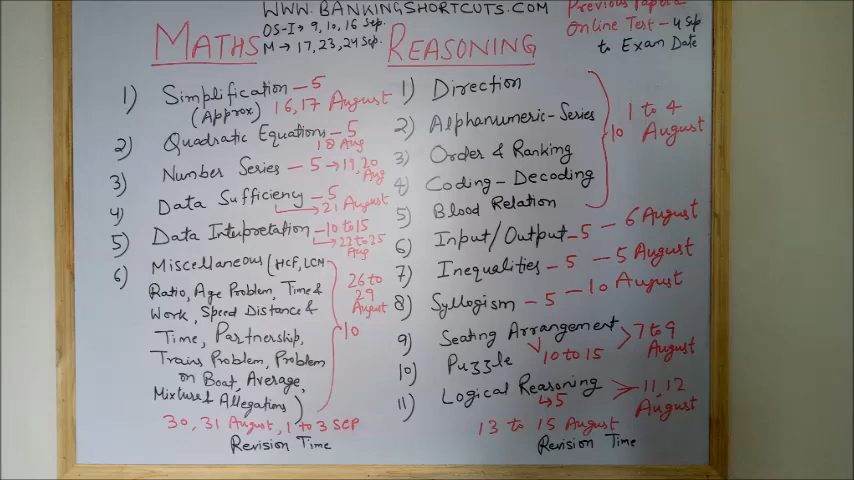 WWW.BANKINGSHORTCUTS.COM
Previous Papers
OS-I → 9, 10, 16 Sep.
Online Test - 4 Sep
M → 17, 23, 24 Sep.
to Exam Date
MATHS
1) Simplification - 5
(Approx) 16, 17 August
2) Quadratic Equations - 5
18 Aug
3) Number Series - 5 → 19, 20
Aug
4) Data Sufficiency - 5
→ 21 August
5) Data Intrpretation - 10 to 15
→ 22 to 25
Aug
6) Miscellaneous (HCF, LCM
Ratio, Age Problem, Time &
Work, Speed Distance &
Time, Partnership,
Trains Problem, Problem
on Boat, Average,
Mixture & Allegations)
10
26 to
29
August
30, 31 August, 1 to 3 SEP
Revision Time
REASONING
1) Direction
2) Alphanumeric-Series
3) Order & Ranking
4) Coding-Decoding
5) Blood Relation
10
1 to 4
August
6) Input/Output - 5 - 6 August
7) Inequalities - 5 - 5 August
8) Syllogism - 5 - 10 August
9) Seating Arrangement
10) Puzzle
10 to 15
7 to 9
August
11) Logical Reasoning
→ 5
11, 12
August
13 to 15 August
Revision Time